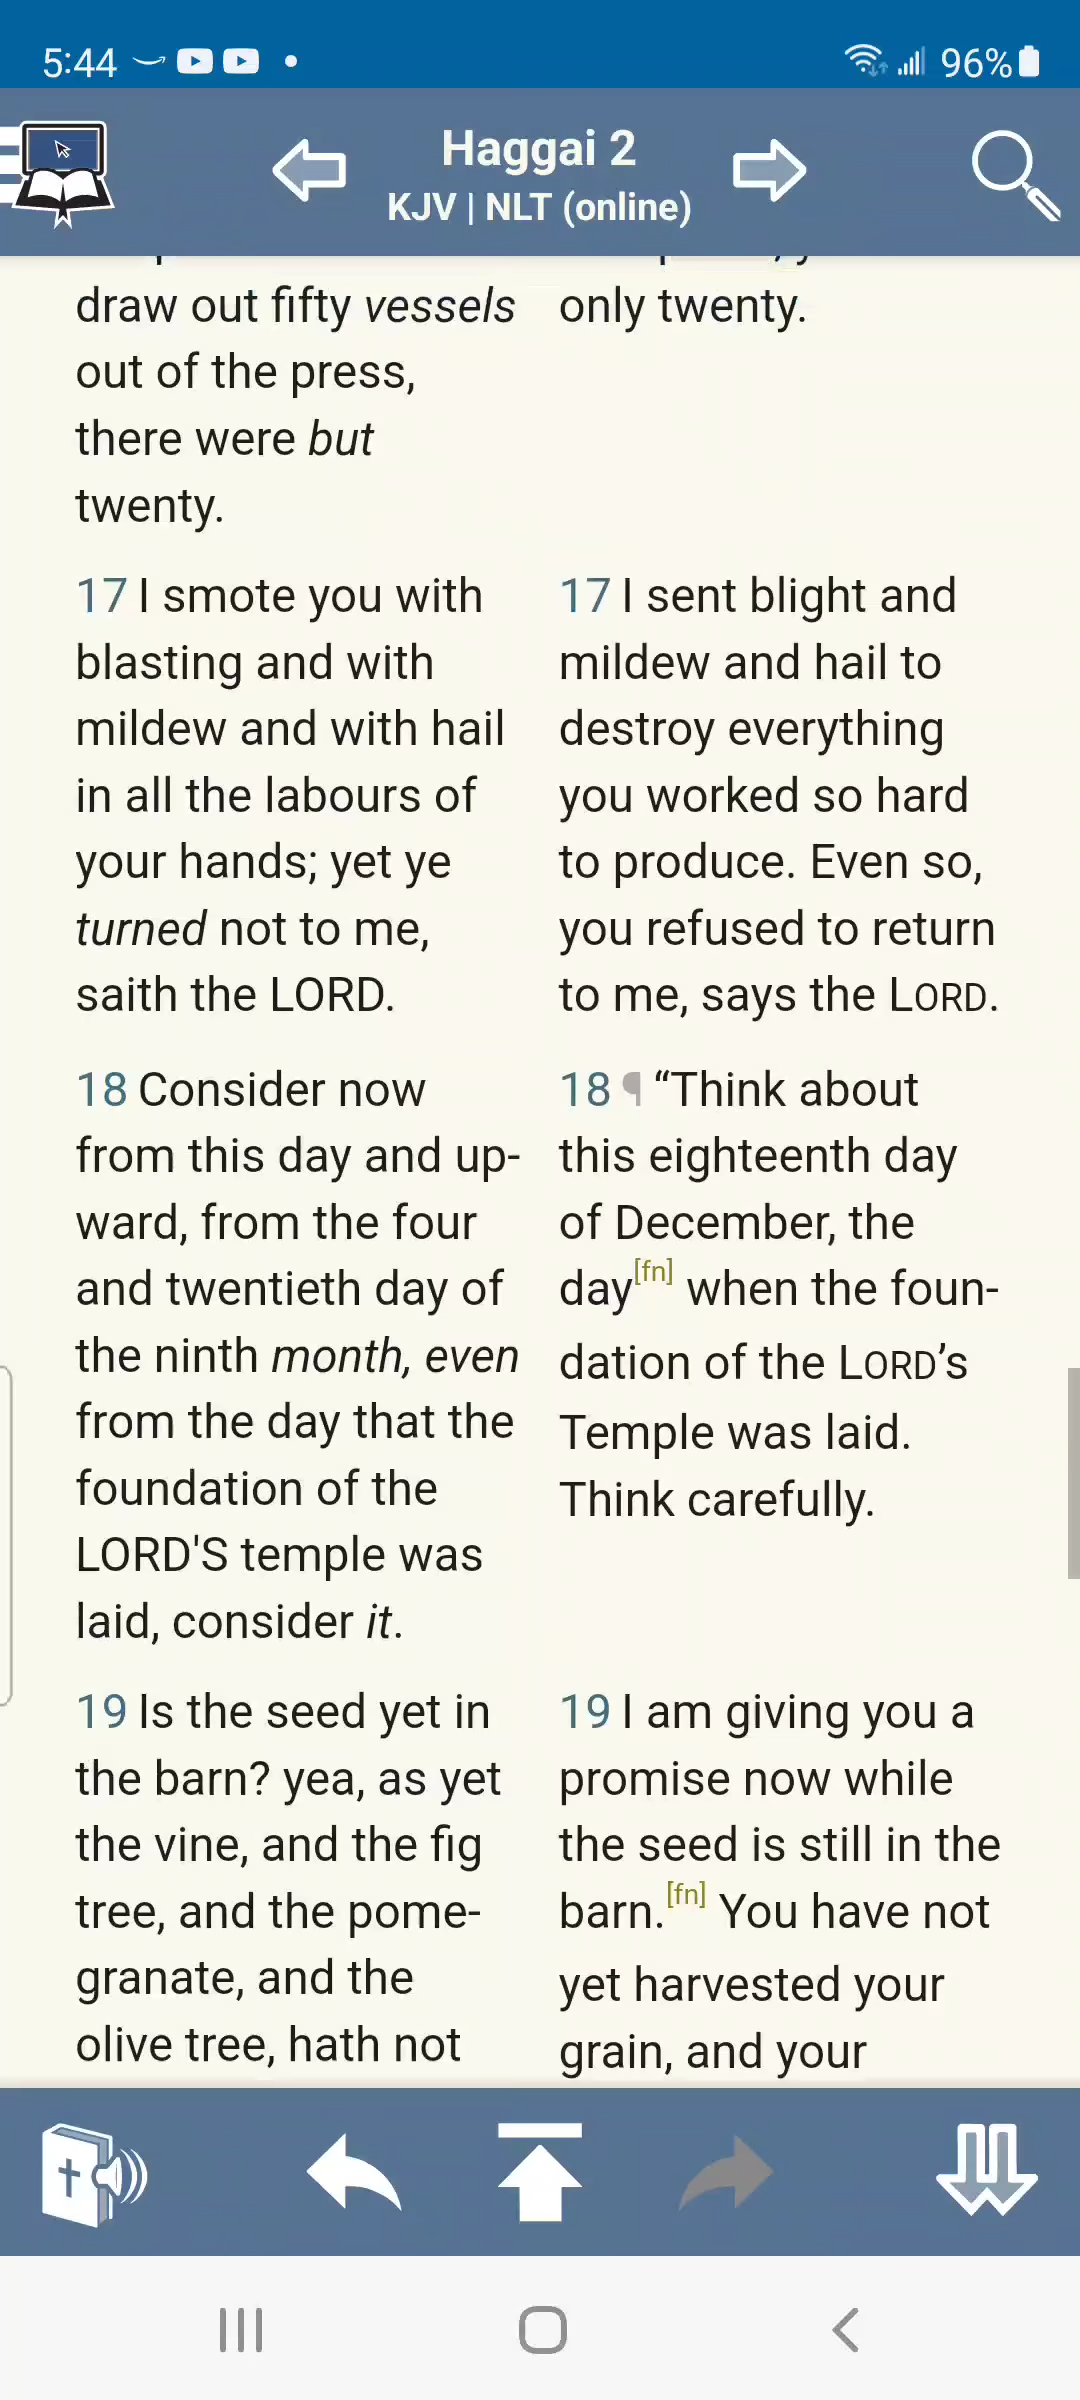 5:44
96%
Haggai 2
KJV | NLT (online)
draw out fifty vessels
out of the press,
there were but
twenty.
17 I smote you with
blasting and with
mildew and with hail
in all the labours of
your hands; yet ye
turned not to me,
saith the LORD.
18 Consider now
from this day and up-
ward, from the four
and twentieth day of
the ninth month, even
from the day that the
foundation of the
LORD'S temple was
laid, consider it.
19 Is the seed yet in
the barn? yea, as yet
the vine, and the fig
tree, and the pome-
granate, and the
olive tree, hath not
only twenty.
17 I sent blight and
mildew and hail to
destroy everything
you worked so hard
to produce. Even so,
you refused to return
to me, says the LORD.
18 ¶ “Think about
this eighteenth day
of December, the
day[fn] when the foun-
dation of the LORD’s
Temple was laid.
Think carefully.
19 I am giving you a
promise now while
the seed is still in the
barn.[fn] You have not
yet harvested your
grain, and your